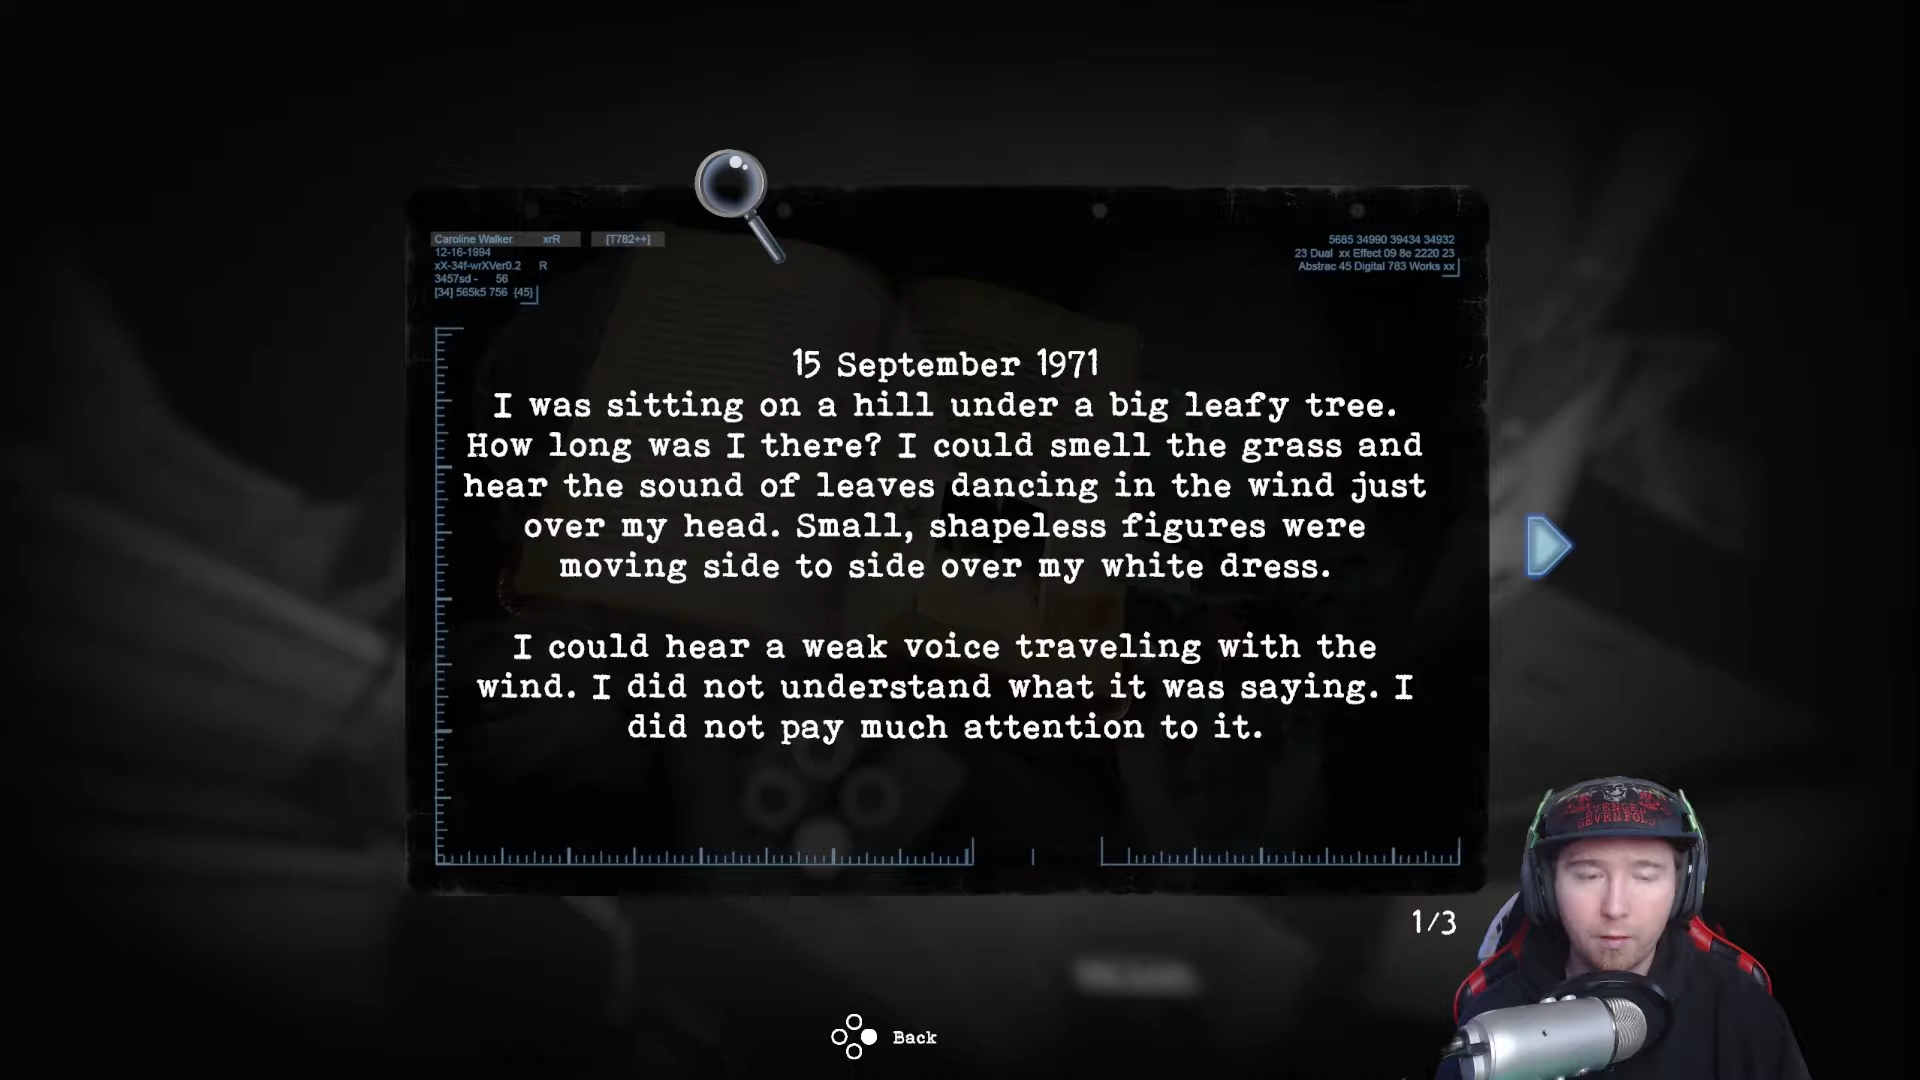 Caroline Walker xrR [T782++]
12-16-1994
xX-34f-wrXVer0.2 R
3457sd - 56
[34] 565k5 756 {45}
5685 34990 39434 34932
23 Dual xx Effect 09 8e 2220 23
Abstrac 45 Digital 783 Works xx
15 September 1971
I was sitting on a hill under a big leafy tree.
How long was I there? I could smell the grass and
hear the sound of leaves dancing in the wind just
over my head. Small, shapeless figures were
moving side to side over my white dress.
I could hear a weak voice traveling with the
wind. I did not understand what it was saying. I
did not pay much attention to it.
1/3
AVENGED
SEVENFOLD
Back